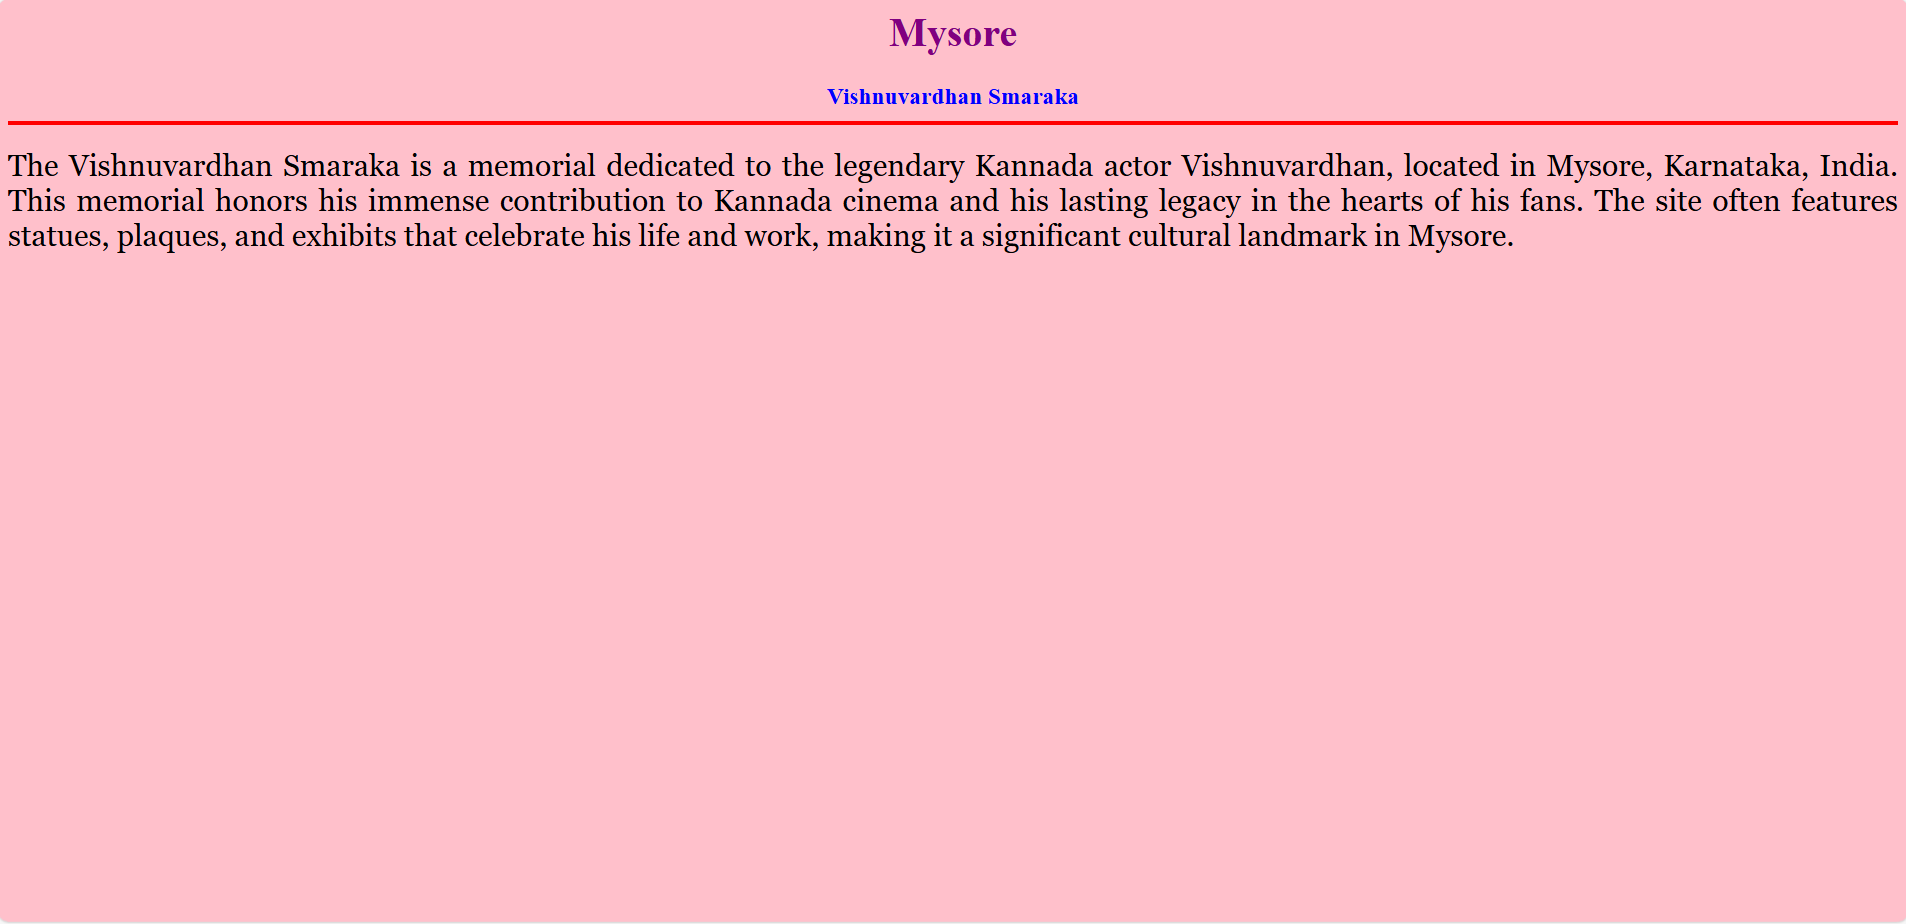 Mysore
Vishnuvardhan Smaraka
The Vishnuvardhan Smaraka is a memorial dedicated to the legendary Kannada actor Vishnuvardhan, located in Mysore, Karnataka, India.
This memorial honors his immense contribution to Kannada cinema and his lasting legacy in the hearts of his fans. The site often features
statues, plaques, and exhibits that celebrate his life and work, making it a significant cultural landmark in Mysore.